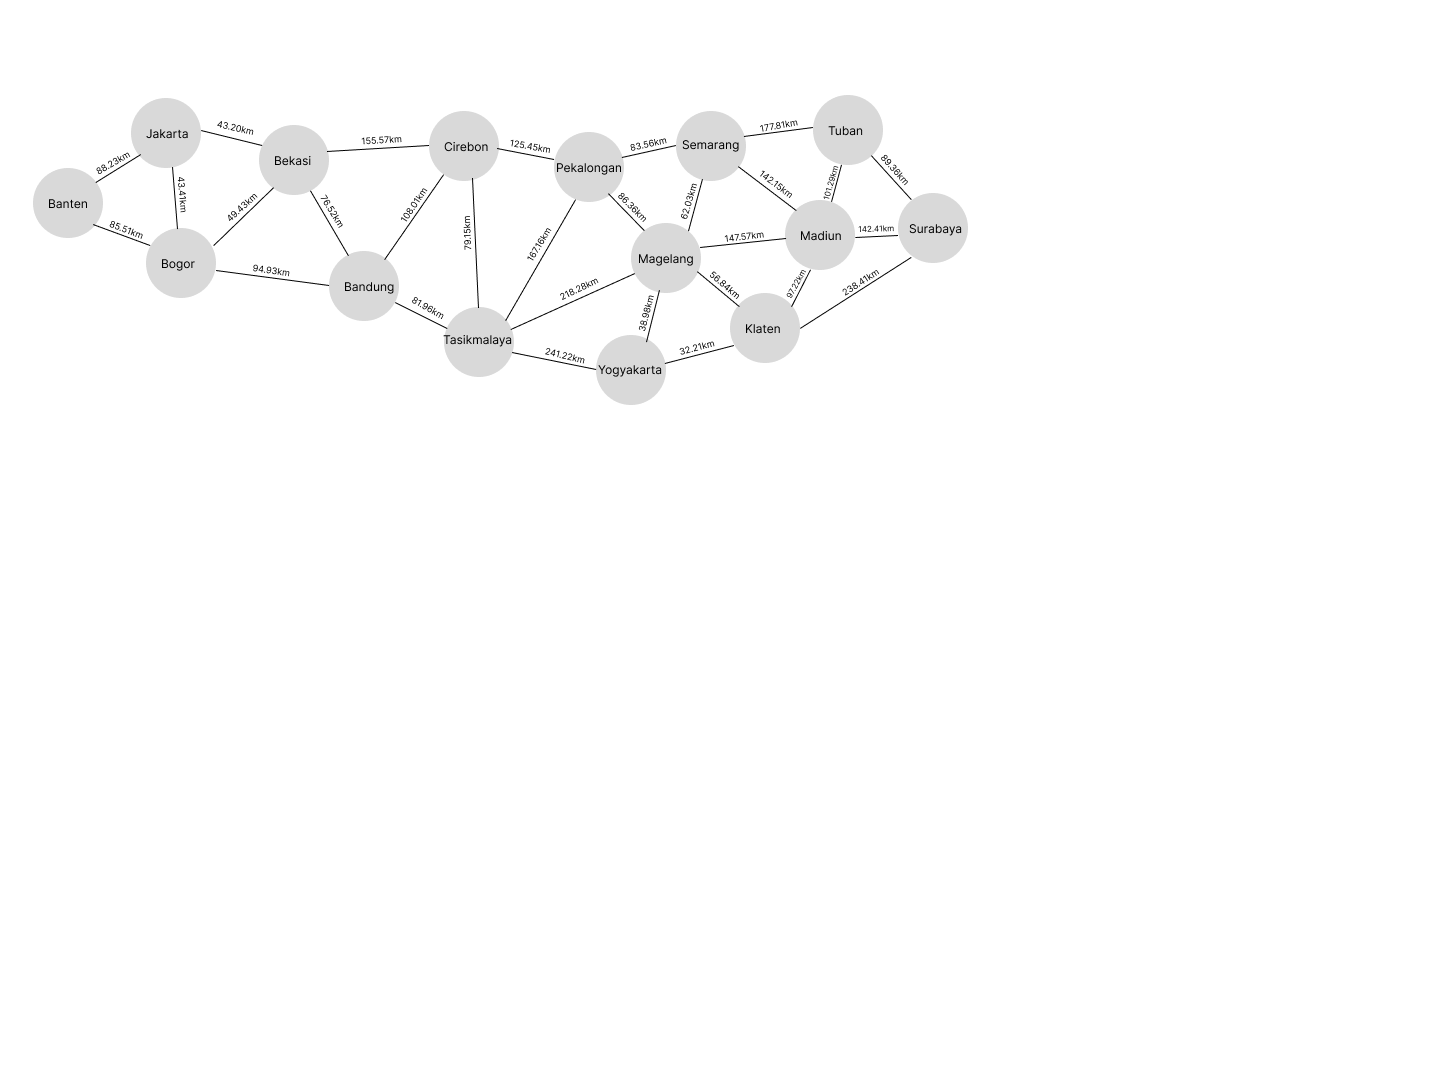 Jakarta
43.20km
Bekasi
155.57km
Cirebon
125.45km
Pekalongan
83.56km
Semarang
177.81km
Tuban
88.23km
43.41km
Banten
85.51km
49.43km
76.52km
108.01km
79.15km
167.16km
86.36km
62.03km
142.15km
101.29km
89.36km
Bogor
94.93km
Bandung
81.96km
Tasikmalaya
218.28km
Magelang
147.57km
Madiun
142.41km
Surabaya
241.22km
38.98km
56.84km
97.22km
238.41km
Yogyakarta
32.21km
Klaten